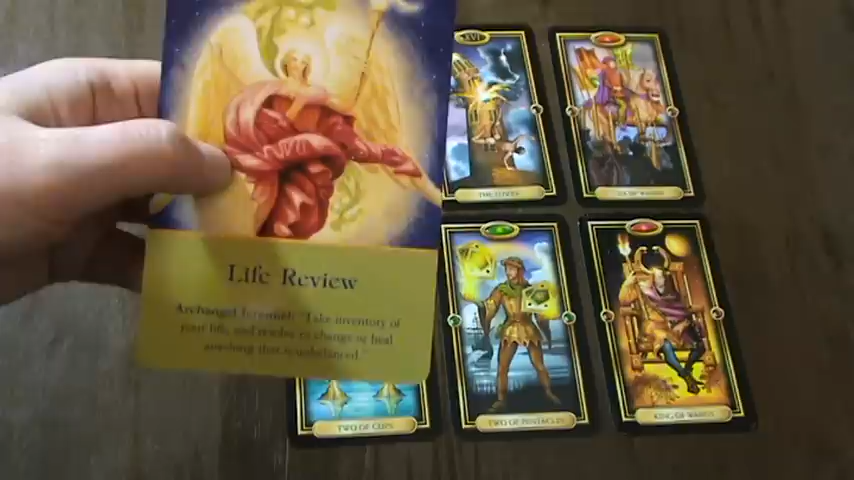 XVI
THE TOWER
SIX OF WANDS
Life Review
Archangel Jeremiel: "Take inventory of
your life, and resolve to change or heal
anything that is unbalanced."
TWO OF CUPS
TWO OF PENTACLES
KING OF WANDS